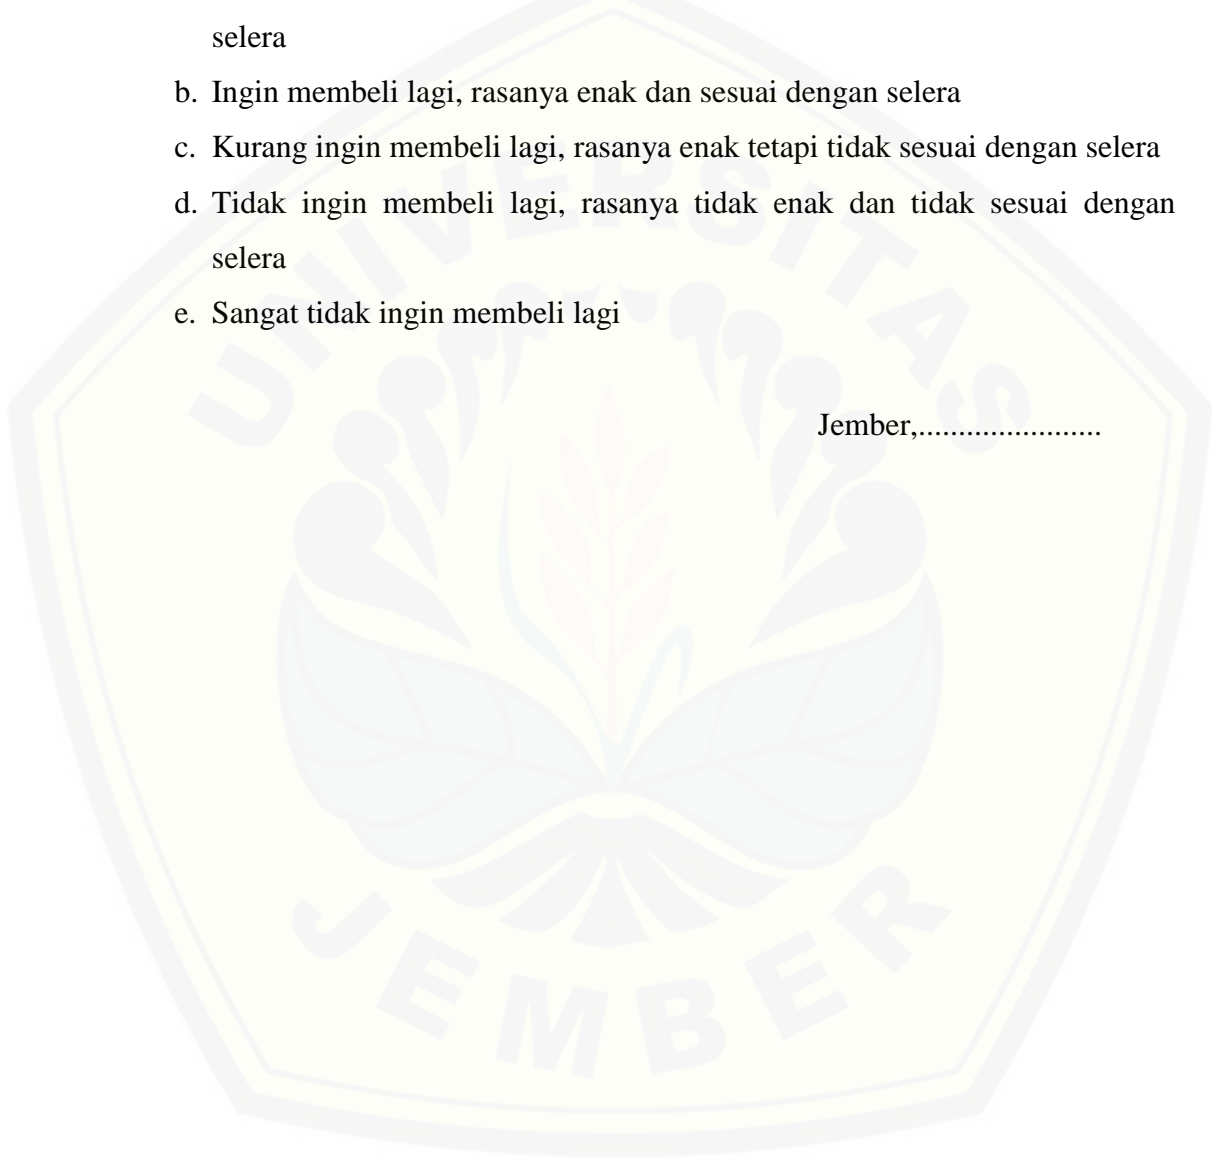 selera
b. Ingin membeli lagi, rasanya enak dan sesuai dengan selera
c. Kurang ingin membeli lagi, rasanya enak tetapi tidak sesuai dengan selera
d. Tidak ingin membeli lagi, rasanya tidak enak dan tidak sesuai dengan
selera
e. Sangat tidak ingin membeli lagi
Jember,.......................
UNIVERSITAS
JEMBER